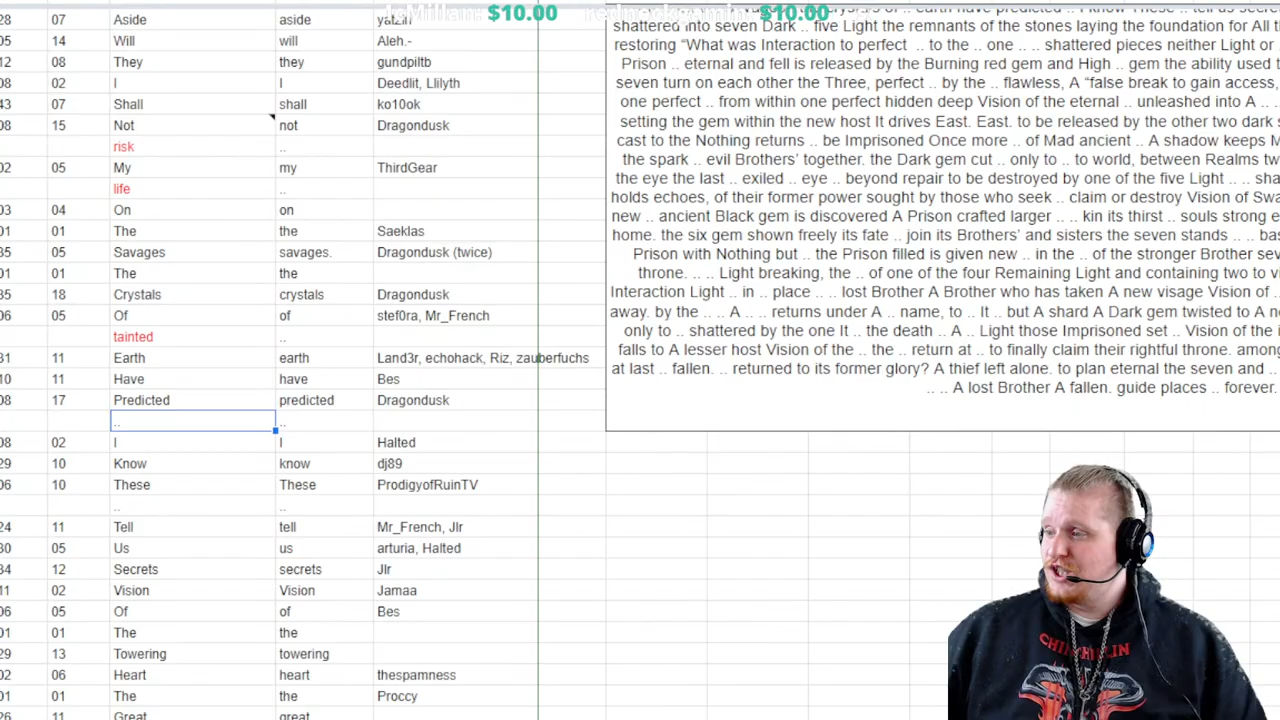 McMillan: $10.00 redneckgamin: $10.00
28 07 Aside aside
05 14 Will will Aleh.-
12 08 They they gundpiltb
08 02 I I Deedlit, Llilyth
43 07 Shall shall ko10ok
08 15 Not not Dragondusk
risk ..
02 05 My my ThirdGear
life ..
03 04 On on
01 01 The the Saeklas
35 05 Savages savages. Dragondusk (twice)
01 01 The the
35 18 Crystals crystals Dragondusk
06 05 Of of stef0ra, Mr_French
tainted ..
31 11 Earth earth Land3r, echohack, Riz, zauberfuchs
10 11 Have have Bes
08 17 Predicted predicted Dragondusk
.. ..
08 02 I I Halted
29 10 Know know dj89
06 10 These These ProdigyofRuinTV
.. ..
24 11 Tell tell Mr_French, Jlr
30 05 Us us arturia, Halted
34 12 Secrets secrets Jlr
11 02 Vision Vision Jamaa
06 05 Of of Bes
01 01 The the
29 13 Towering towering
02 06 Heart heart thespamness
01 01 The the Proccy
26 11 Great great
shattered into seven Dark .. five Light the remnants of the stones laying the foundation for All t
restoring “What was Interaction to perfect .. to the .. one .. .. shattered pieces neither Light or
Prison .. eternal and fell is released by the Burning red gem and High .. gem the ability used t
seven turn on each other the Three, perfect .. by the .. flawless, A “false break to gain access,
one perfect .. from within one perfect hidden deep Vision of the eternal .. unleashed into A ..
setting the gem within the new host It drives East. East. to be released by the other two dark s
cast to the Nothing returns .. be Imprisoned Once more .. of Mad ancient .. A shadow keeps M
the spark .. evil Brothers’ together. the Dark gem cut .. only to .. to world, between Realms tw
the eye the last .. exiled .. eye .. beyond repair to be destroyed by one of the five Light .. sha
holds echoes, of their former power sought by those who seek .. claim or destroy Vision of Swa
new .. ancient Black gem is discovered A Prison crafted larger .. .. kin its thirst .. souls strong e
home. the six gem shown freely its fate .. join its Brothers’ and sisters the seven stands .. .. bas
Prison with Nothing but .. the Prison filled is given new .. in the .. of the stronger Brother sev
throne. .. .. Light breaking, the .. of one of the four Remaining Light and containing two to vi
Interaction Light .. in .. place .. .. lost Brother A Brother who has taken A new visage Vision of ..
away. by the .. .. A .. .. returns under A .. name, to .. It .. but A shard A Dark gem twisted to A ne
only to .. shattered by the one It .. the death .. A .. Light those Imprisoned set .. Vision of the i
falls to A lesser host Vision of the .. the .. return at .. to finally claim their rightful throne. among
at last .. fallen. .. returned to its former glory? A thief left alone. to plan eternal the seven and ..
.. .. A lost Brother A fallen. guide places .. forever.